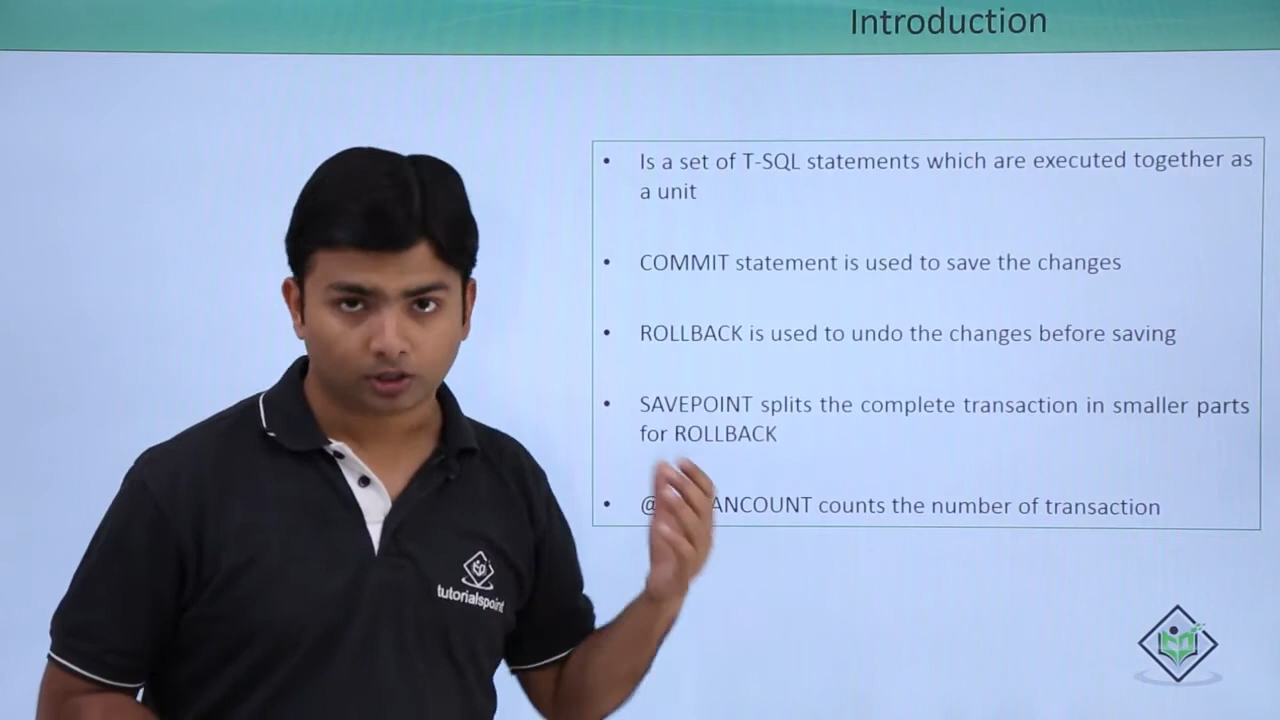 Introduction
• Is a set of T-SQL statements which are executed together as
a unit
• COMMIT statement is used to save the changes
• ROLLBACK is used to undo the changes before saving
• SAVEPOINT splits the complete transaction in smaller parts
for ROLLBACK
• counts the number of transaction
tutorialspoint